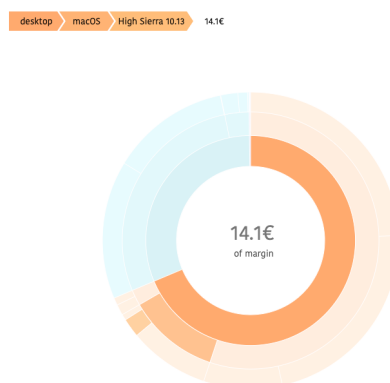 desktop macOS High Sierra 10.13 14.1€
14.1€
of margin